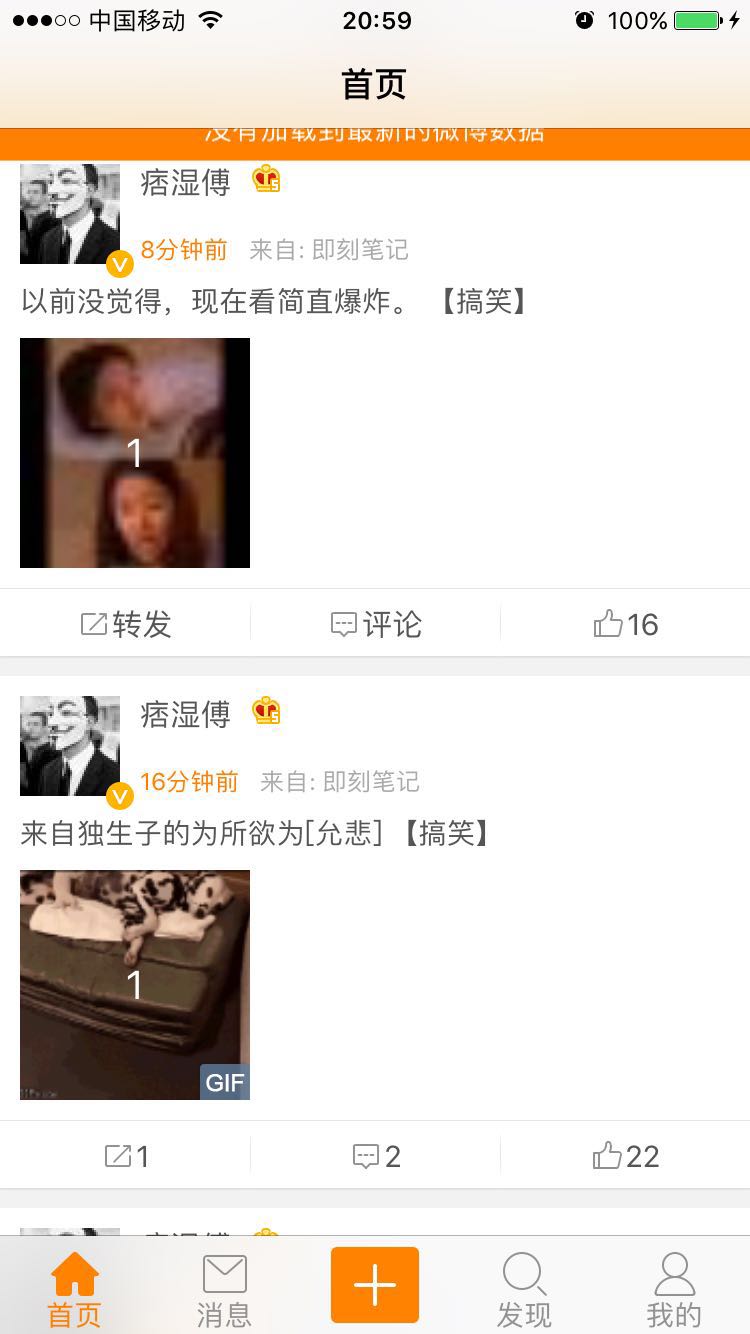 中国移动
20:59
100%
首页
没有加载到最新的微博数据
痞湿傅
8分钟前 来自: 即刻笔记
以前没觉得，现在看简直爆炸。【搞笑】
1
转发 评论 16
痞湿傅
16分钟前 来自: 即刻笔记
来自独生子的为所欲为[允悲]【搞笑】
1
GIF
1 2 22
首页 消息 发现 我的